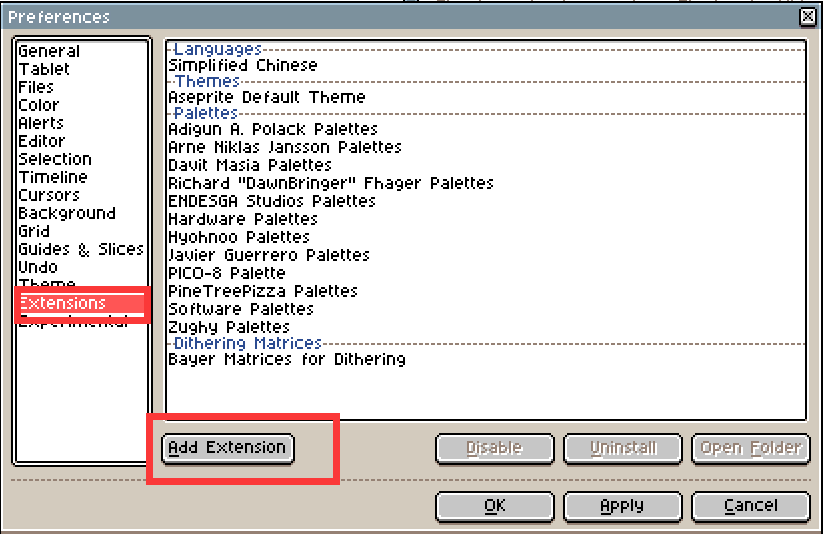 Preferences
General
Tablet
Files
Color
Alerts
Editor
Selection
Timeline
Cursors
Background
Grid
Guides & Slices
Undo
Theme
Extensions
Experimental
Languages
Simplified Chinese
Themes
Aseprite Default Theme
Palettes
Adigun A. Polack Palettes
Arne Niklas Jansson Palettes
Davit Masia Palettes
Richard "DawnBringer" Fhager Palettes
ENDESGA Studios Palettes
Hardware Palettes
Hyohnoo Palettes
Javier Guerrero Palettes
PICO-8 Palette
PineTreePizza Palettes
Software Palettes
Zughy Palettes
Dithering Matrices
Bayer Matrices for Dithering
Add Extension
Disable
Uninstall
Open Folder
OK
Apply
Cancel